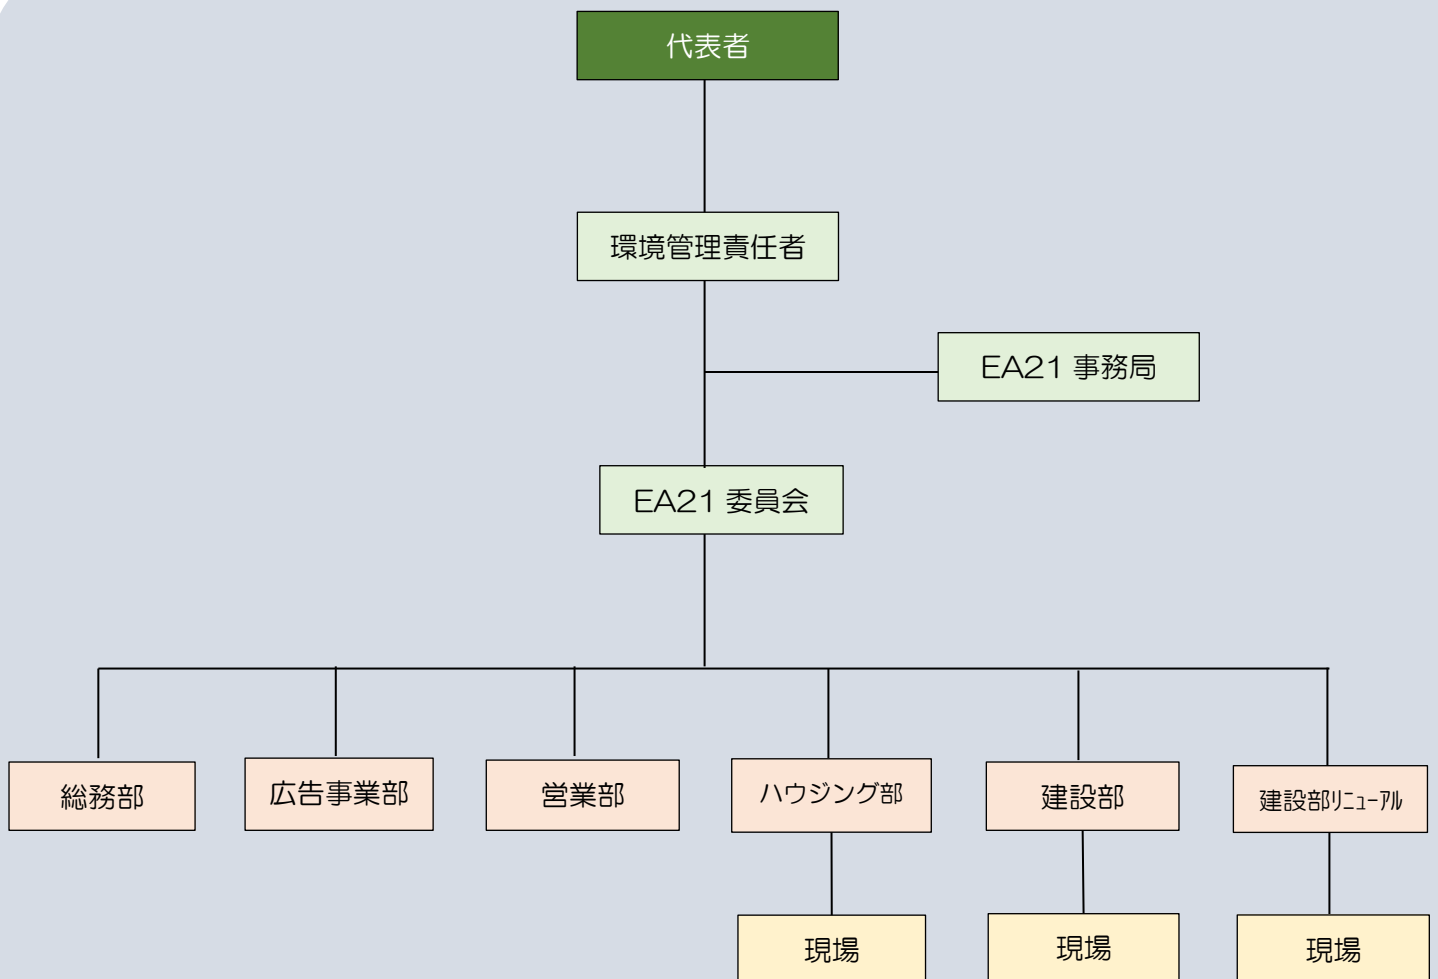 代表者
環境管理責任者
EA21 事務局
EA21 委員会
総務部
広告事業部
営業部
ハウジング部
建設部
建設部ﾘﾆｭｰｱﾙ
現場
現場
現場